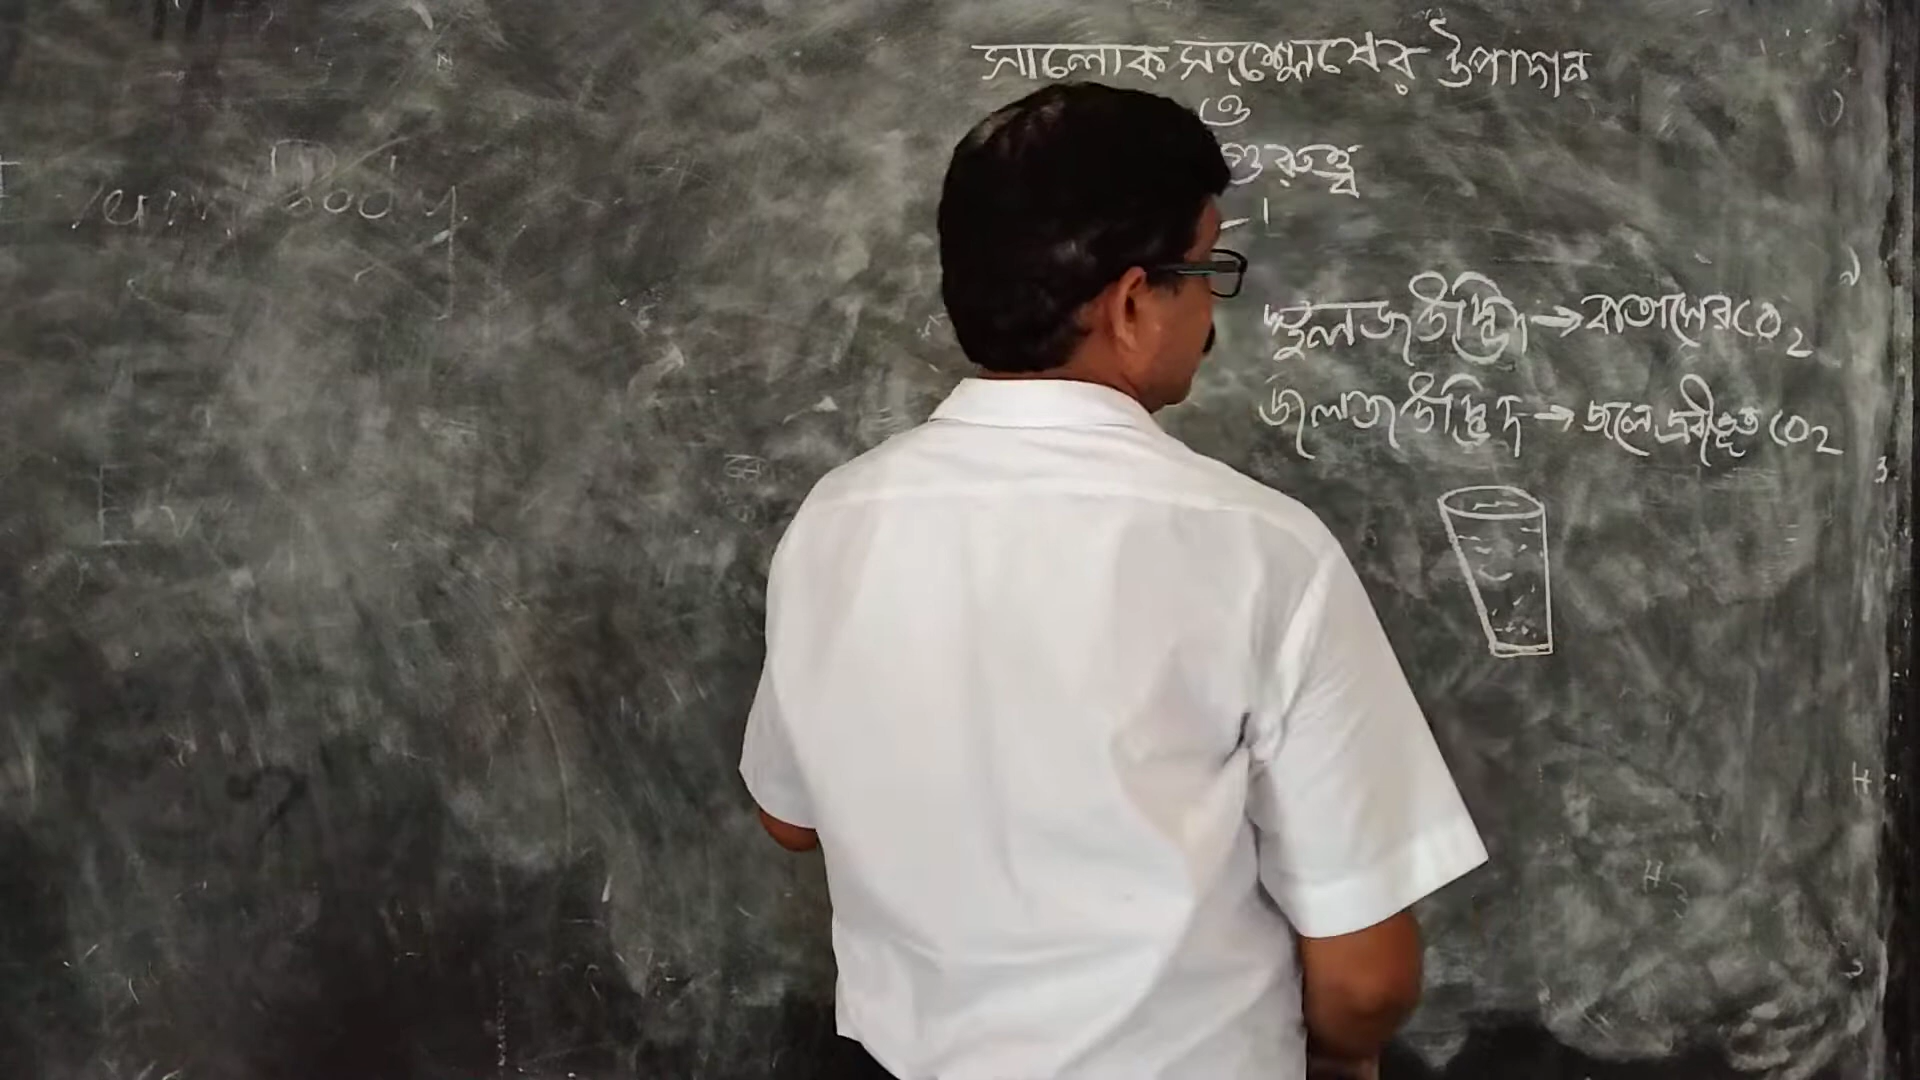 সালোক সংশ্লেষের উপাদান
ও
গুরুত্ব
স্থলজ উদ্ভিদ → বাতাসের CO2
জলজ উদ্ভিদ → জলে দ্রবীভূত CO2